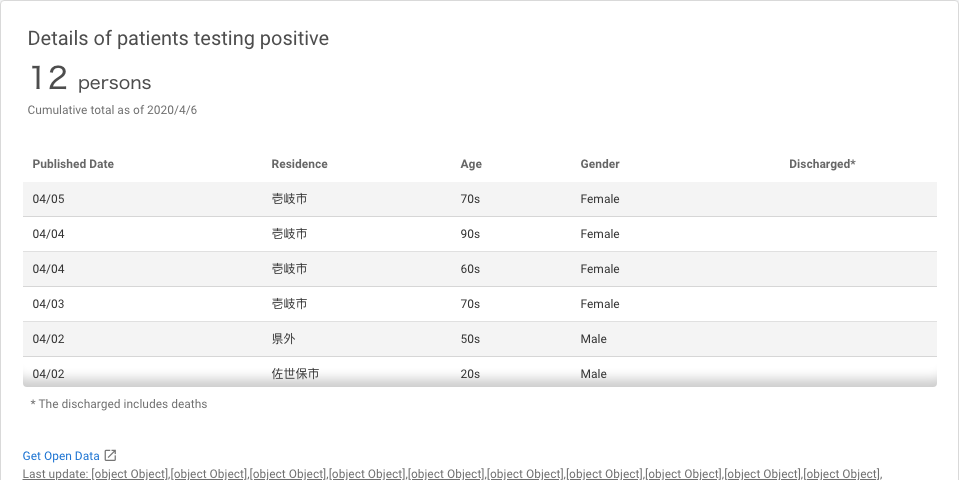 Details of patients testing positive
12 persons
Cumulative total as of 2020/4/6
Published Date Residence Age Gender Discharged*
04/05 壱岐市 70s Female
04/04 壱岐市 90s Female
04/04 壱岐市 60s Female
04/03 壱岐市 70s Female
04/02 県外 50s Male
04/02 佐世保市 20s Male
* The discharged includes deaths
Get Open Data
Last update: [object Object],[object Object],[object Object],[object Object],[object Object],[object Object],[object Object],[object Object],[object Object],[object Object],